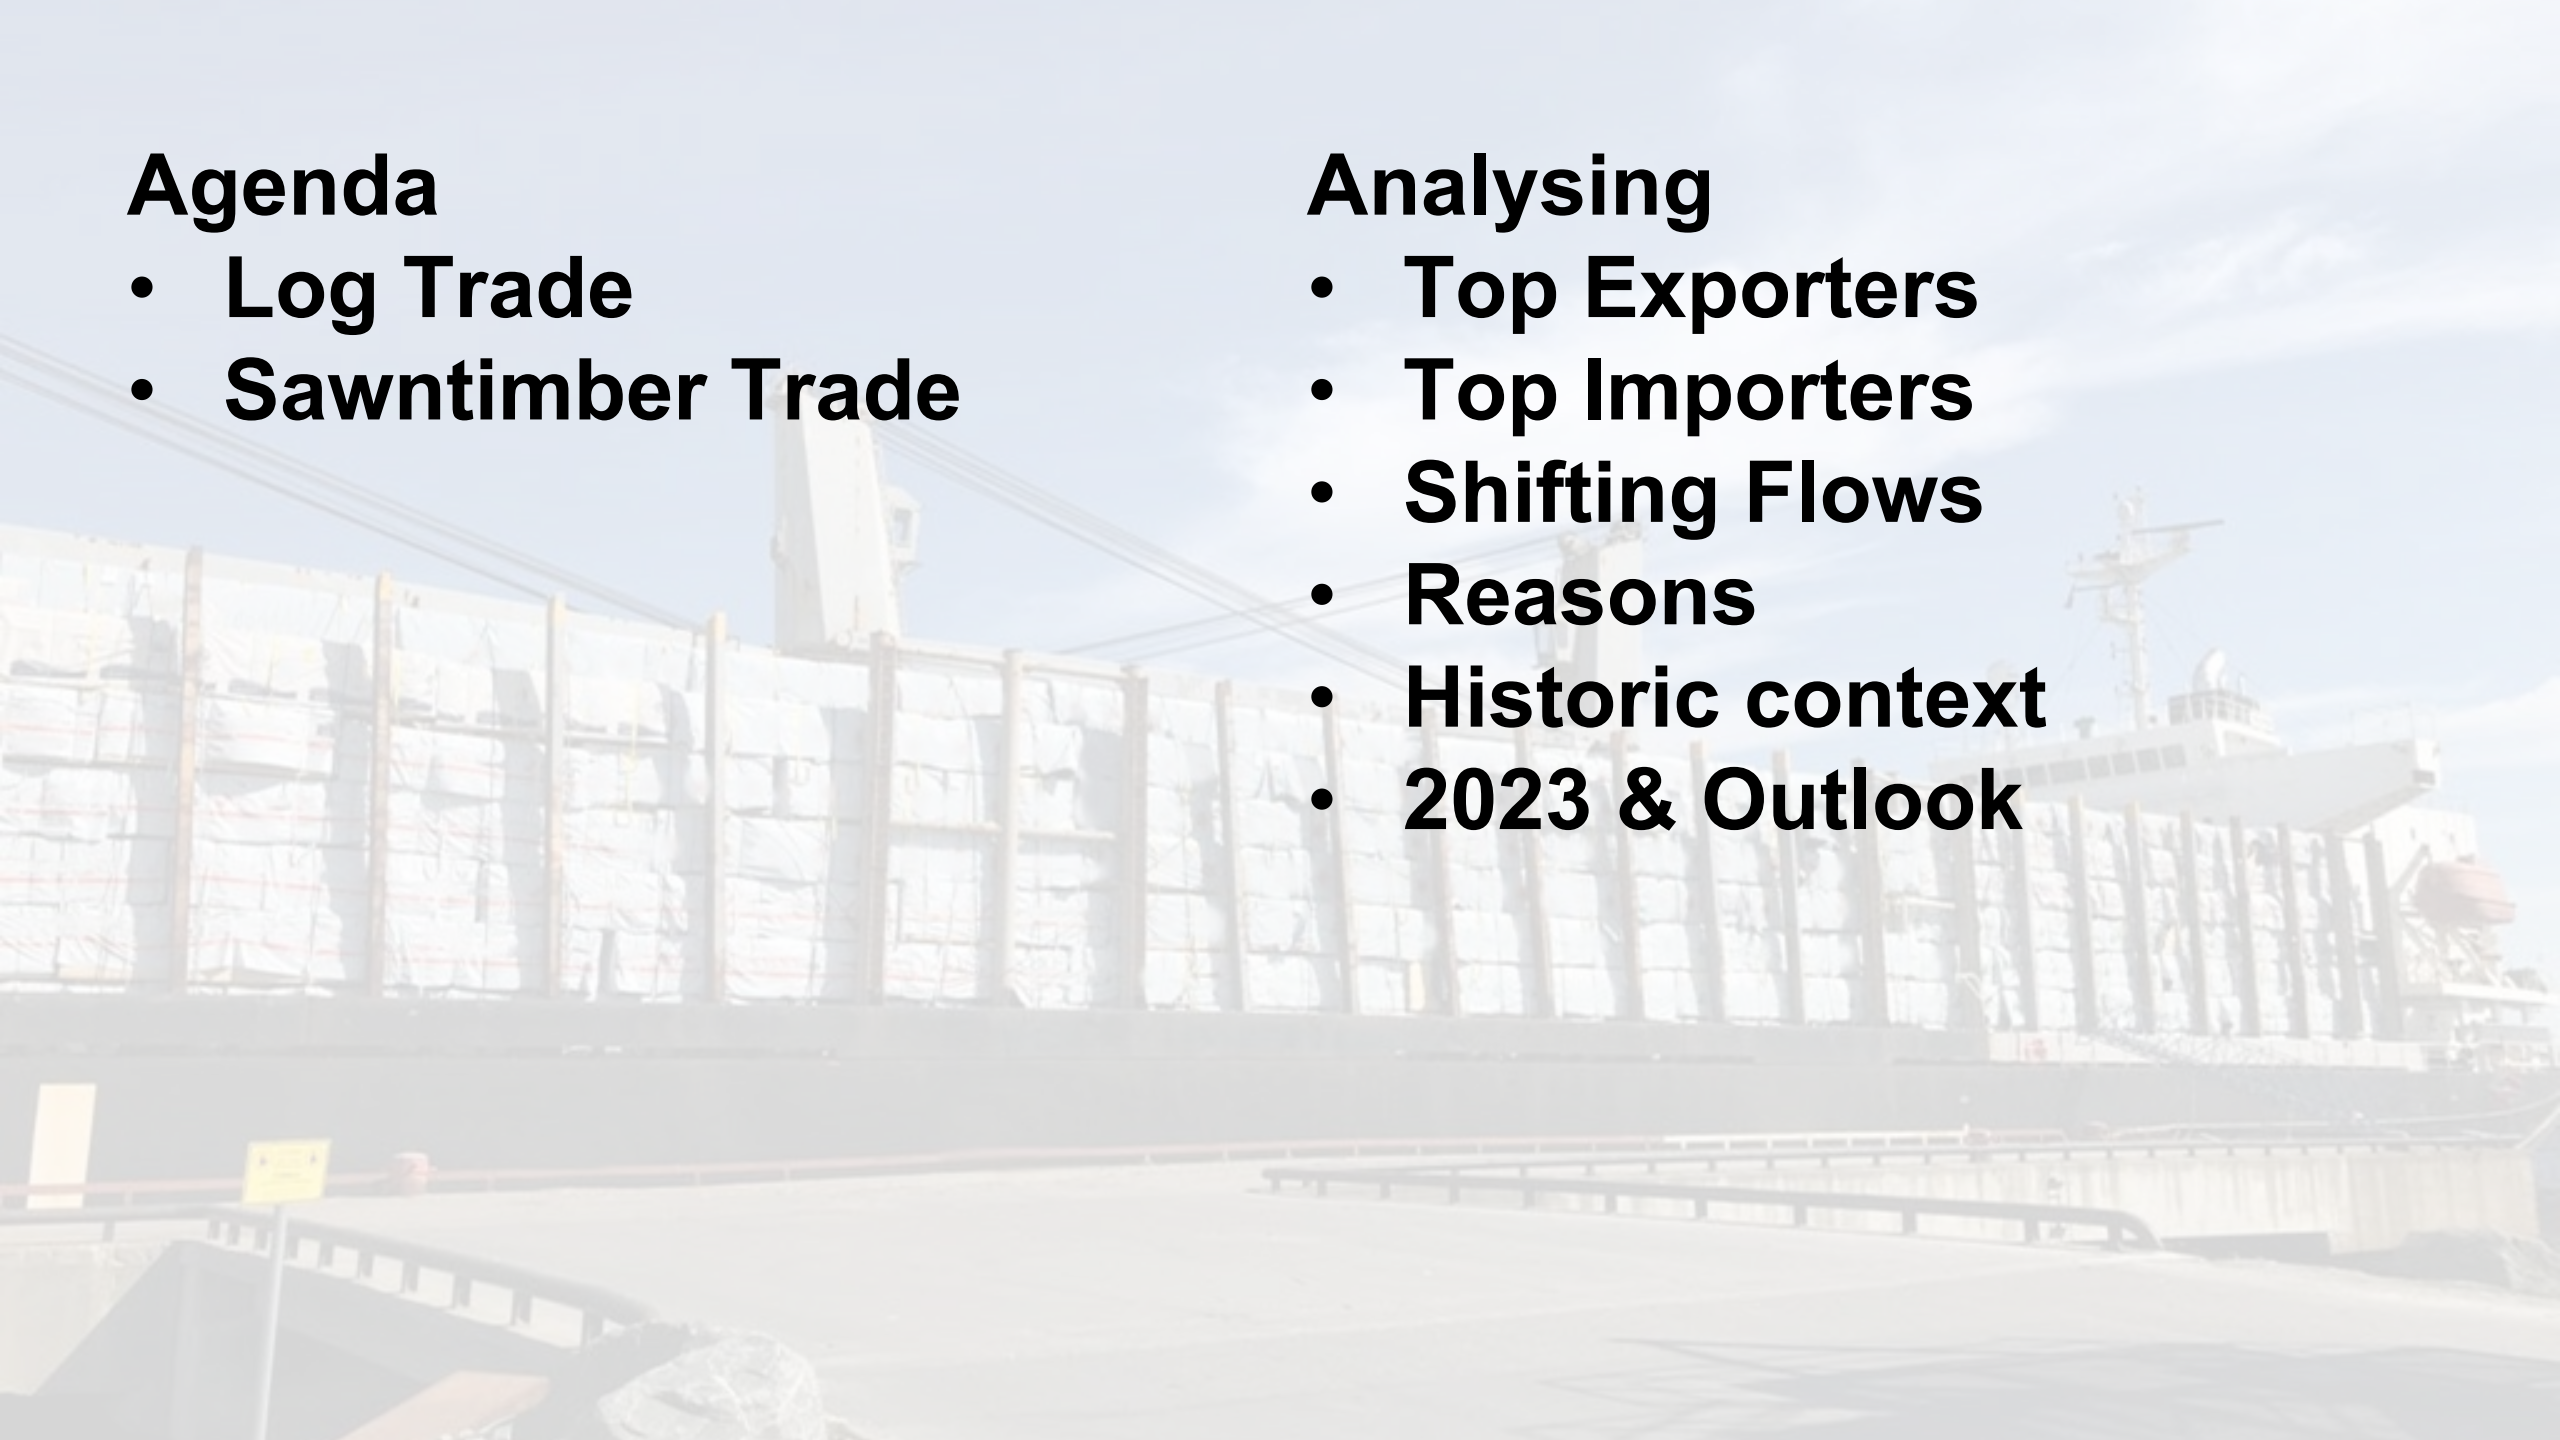 Agenda
• Log Trade
• Sawntimber Trade
Analysing
• Top Exporters
• Top Importers
• Shifting Flows
• Reasons
• Historic context
• 2023 & Outlook